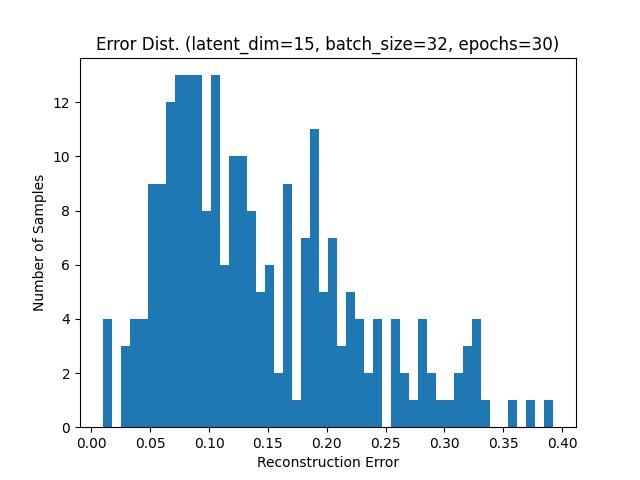 Error Dist. (latent_dim=15, batch_size=32, epochs=30)
12
10
8
6
4
2
0
Number of Samples
0.00 0.05 0.10 0.15 0.20 0.25 0.30 0.35 0.40
Reconstruction Error